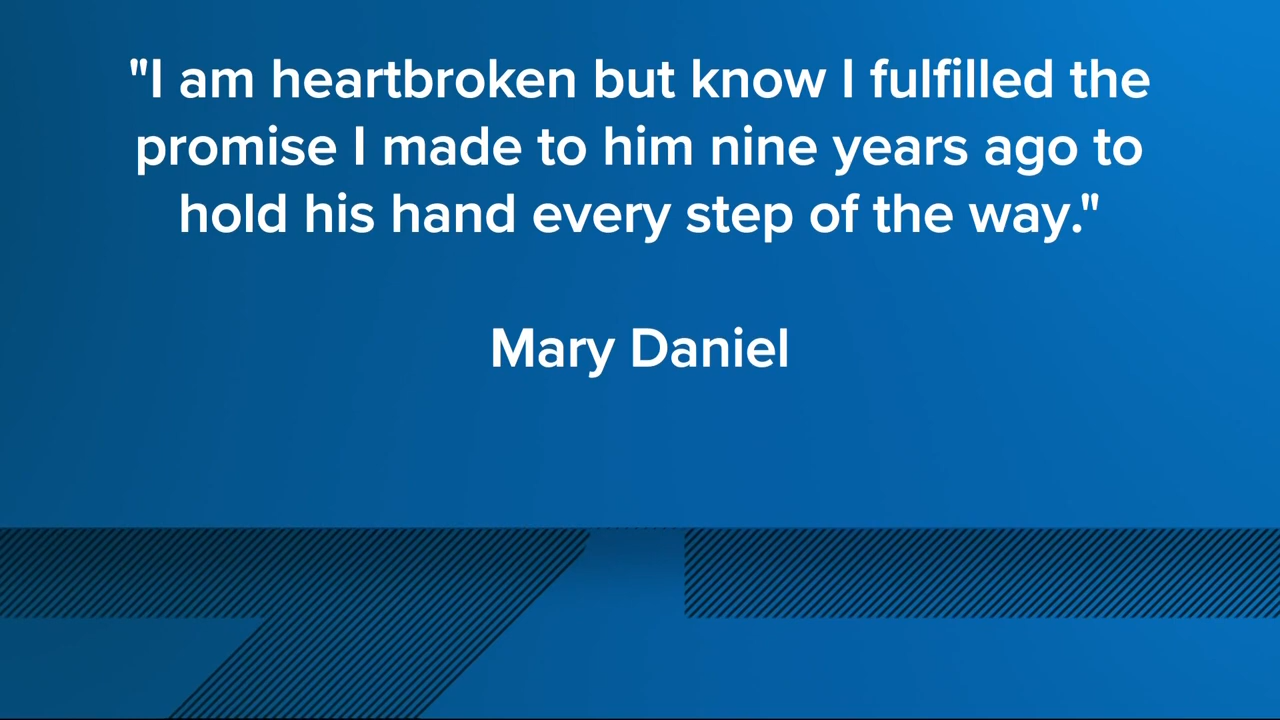 "I am heartbroken but know I fulfilled the
promise I made to him nine years ago to
hold his hand every step of the way."
Mary Daniel